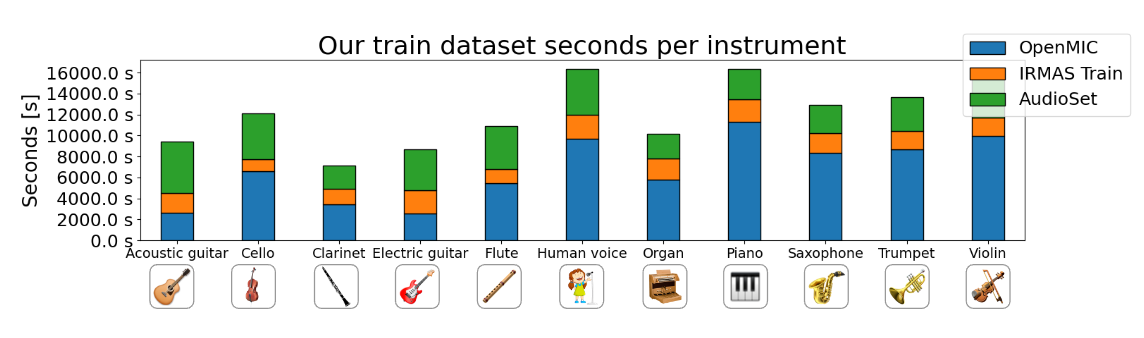 Our train dataset seconds per instrument
OpenMIC
IRMAS Train
AudioSet
Seconds [s]
16000.0 s
14000.0 s
12000.0 s
10000.0 s
8000.0 s
6000.0 s
4000.0 s
2000.0 s
0.0 s
Acoustic guitar Cello Clarinet Electric guitar Flute Human voice Organ Piano Saxophone Trumpet Violin